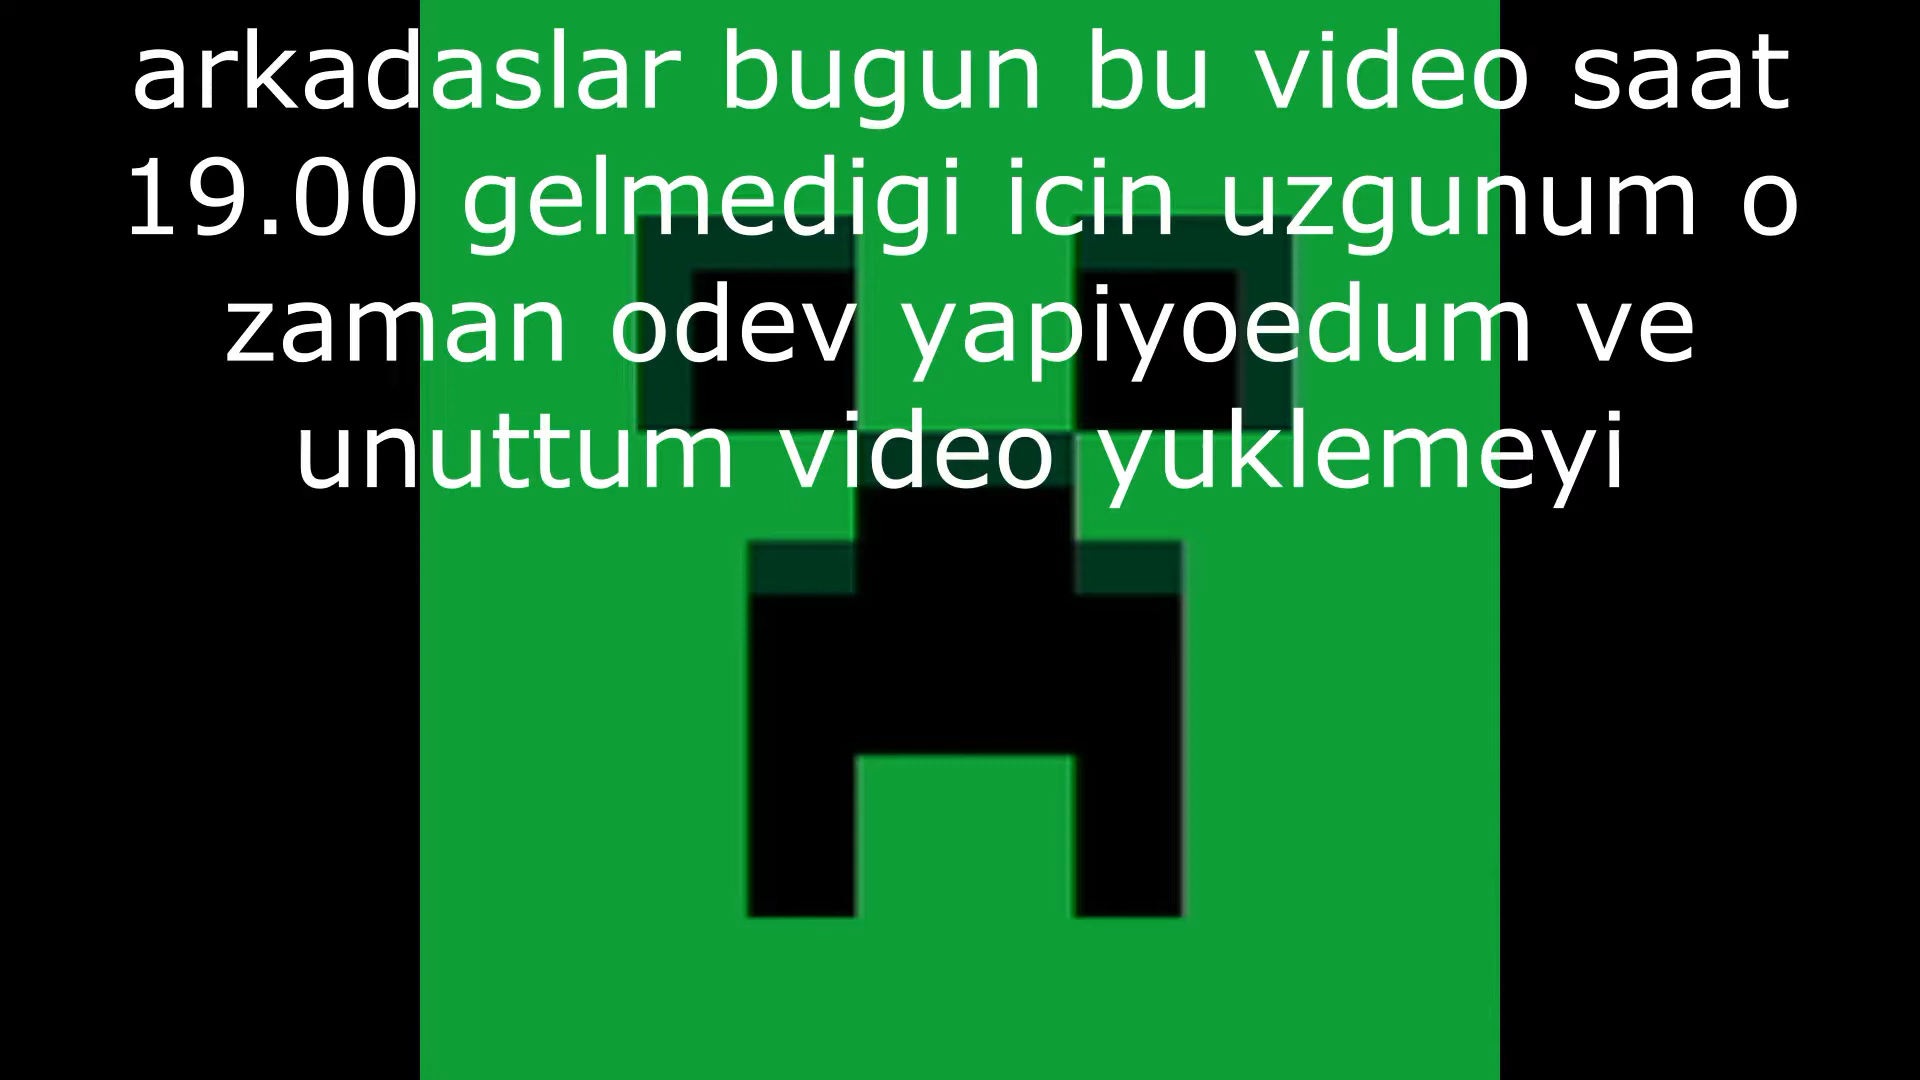 arkadaslar bugun bu video saat
19.00 gelmedigi icin uzgunum o
zaman odev yapiyoedum ve
unuttum video yuklemeyi